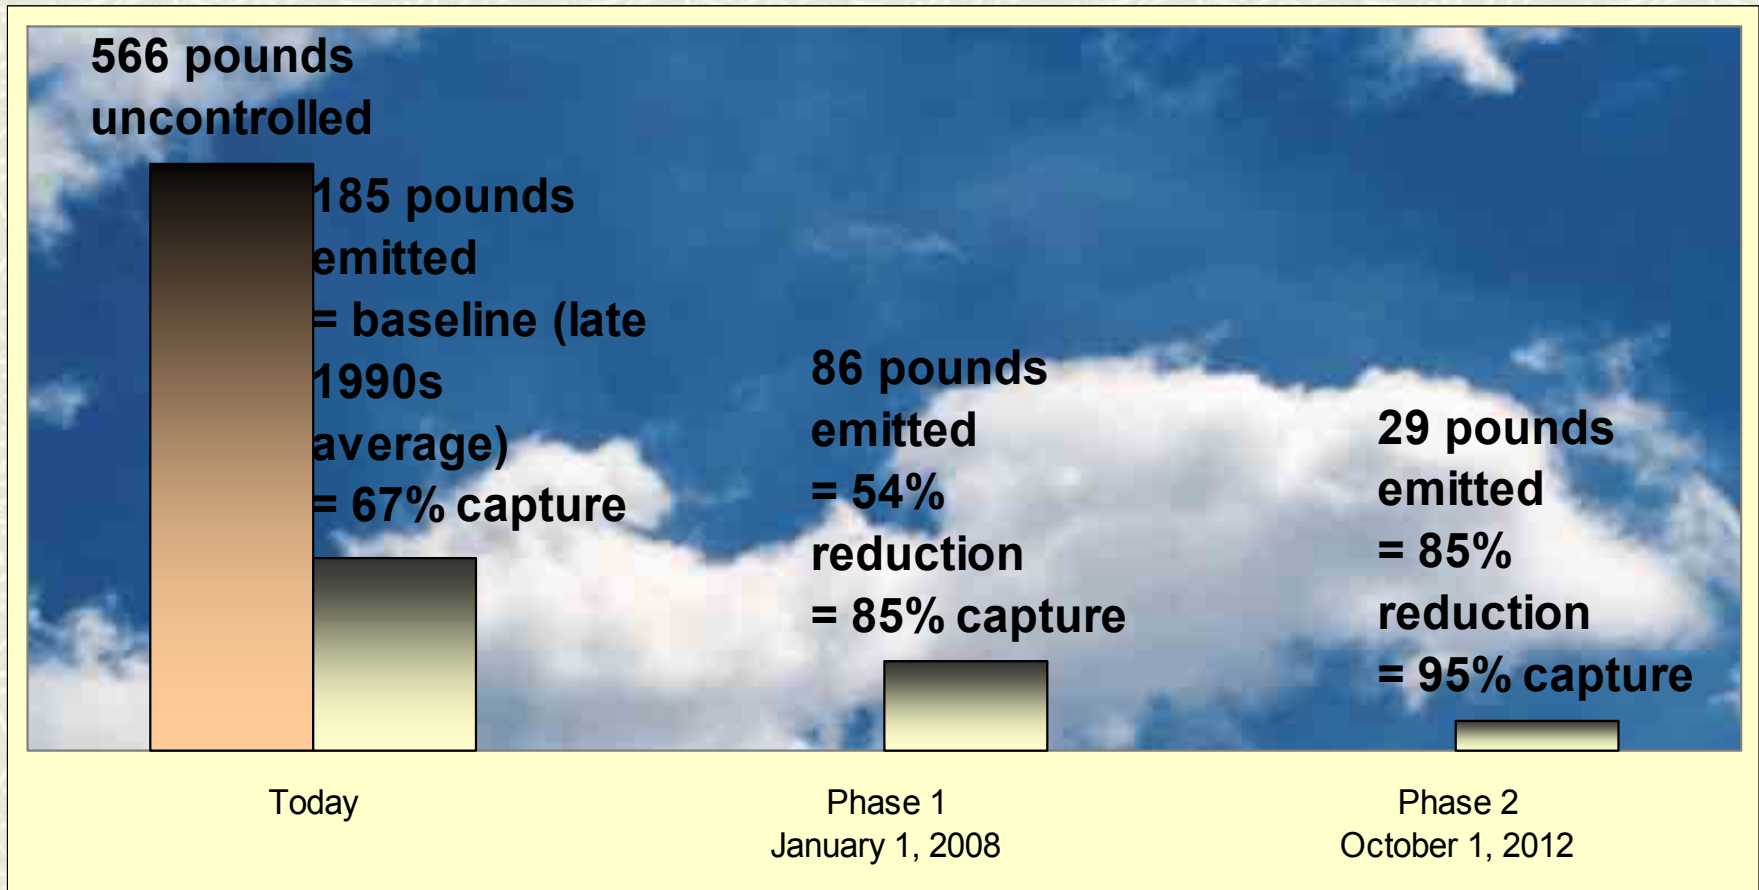 566 pounds
uncontrolled
185 pounds
emitted
= baseline (late
1990s
average)
= 67% capture
86 pounds
emitted
= 54%
reduction
= 85% capture
29 pounds
emitted
= 85%
reduction
= 95% capture
Today
Phase 1
January 1, 2008
Phase 2
October 1, 2012